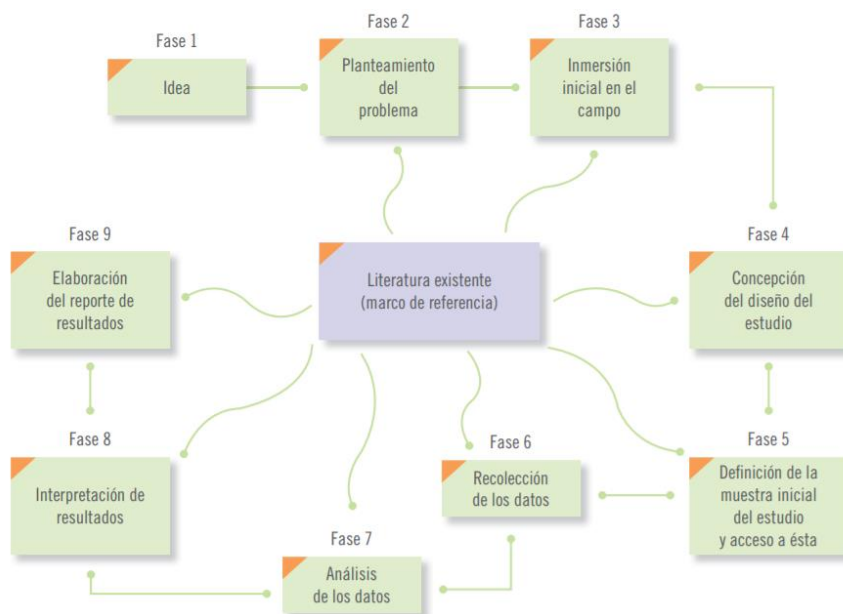 Fase 1
Idea
Fase 2
Planteamiento
del
problema
Fase 3
Inmersión
inicial en el
campo
Fase 9
Elaboración
del reporte de
resultados
Literatura existente
(marco de referencia)
Fase 4
Concepción
del diseño del
estudio
Fase 8
Interpretación de
resultados
Fase 7
Análisis
de los datos
Fase 6
Recolección
de los datos
Fase 5
Definición de la
muestra inicial
del estudio
y acceso a ésta